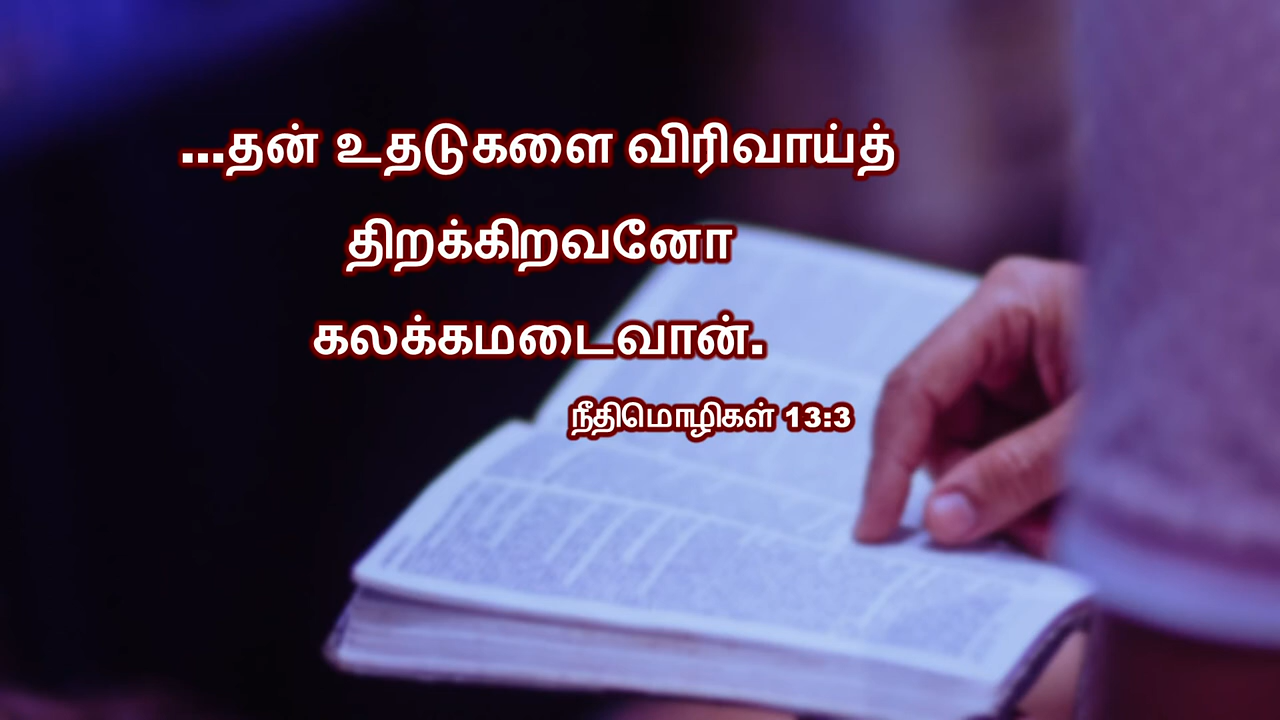 ...தன் உதடுகளை விரிவாய்த்
திறக்கிறவனோ
கலக்கமடைவான்.
நீதிமொழிகள் 13:3